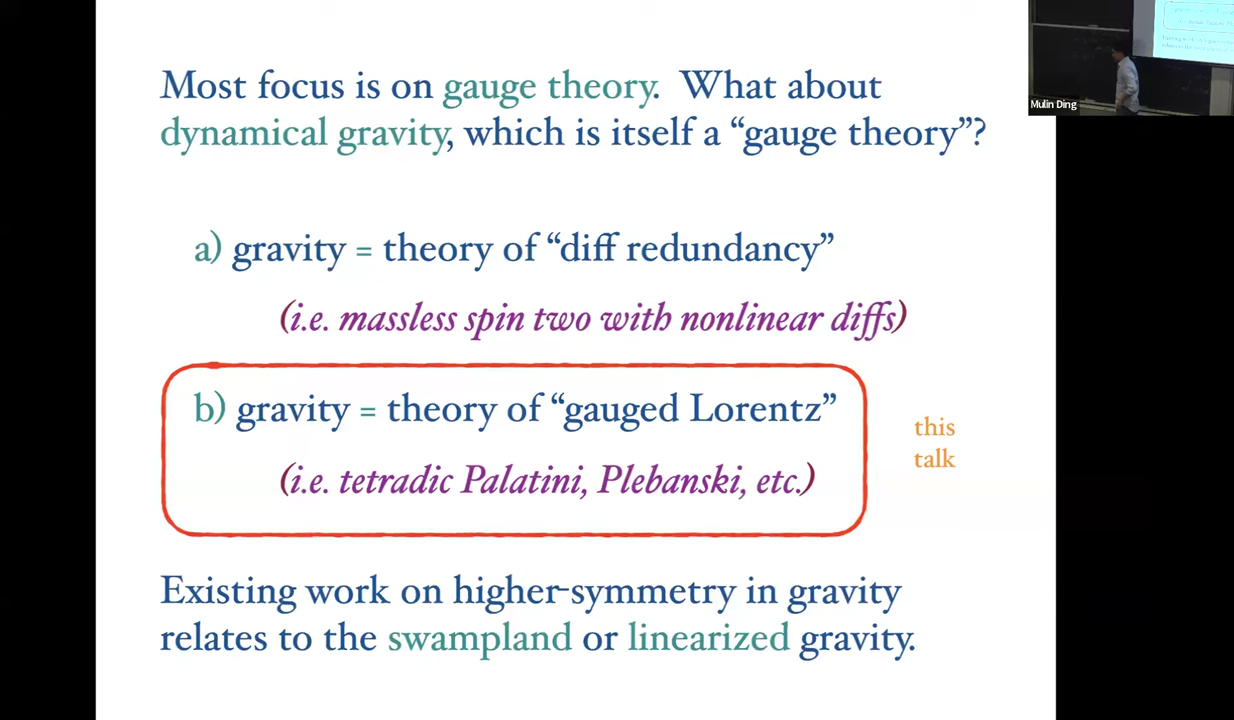 Most focus is on gauge theory. What about
dynamical gravity, which is itself a “gauge theory”?
a) gravity = theory of “diff redundancy”
(i.e. massless spin two with nonlinear diffs)
b) gravity = theory of “gauged Lorentz”
(i.e. tetradic Palatini, Plebanski, etc.)
this
talk
Existing work on higher-symmetry in gravity
relates to the swampland or linearized gravity.
Mulin Ding